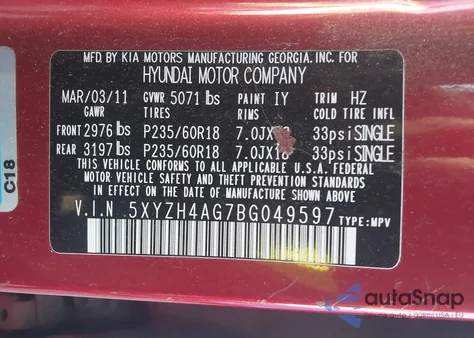 MFD. BY KIA MOTORS MANUFACTURING GEORGIA, INC. FOR
HYUNDAI MOTOR COMPANY
MAR/03/11 GVWR 5071 lbs PAINT IY TRIM HZ
GAWR TIRES RIMS COLD TIRE INFL
FRONT 2976 lbs P235/60R18 7.0JX18 33psi SINGLE
REAR 3197 lbs P235/60R18 7.0JX18 33psi SINGLE
THIS VEHICLE CONFORMS TO ALL APPLICABLE U.S.A. FEDERAL
MOTOR VEHICLE SAFETY AND THEFT PREVENTION STANDARDS
IN EFFECT ON THE DATE OF MANUFACTURE SHOWN ABOVE.
V.I.N 5XYZH4AG7BG049597 TYPE: MPV
C18
autoSnap